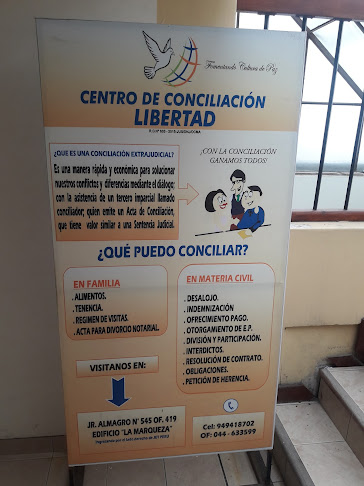 Fomentando Cultura de Paz
CENTRO DE CONCILIACIÓN
LIBERTAD
¿QUE ES UNA CONCILIACIÓN EXTRAJUDICIAL?
Es una manera rápida y económica para solucionar
nuestros conflictos y diferencias mediante el diálogo;
con la asistencia de un tercero imparcial llamado
conciliador; quien emite un Acta de Conciliación,
que tiene valor similar a una Sentencia Judicial.
¡CON LA CONCILIACIÓN
GANAMOS TODOS!
¿QUÉ PUEDO CONCILIAR?
EN FAMILIA
. ALIMENTOS.
. TENENCIA.
. REGIMEN DE VISITAS.
. ACTA PARA DIVORCIO NOTARIAL.
EN MATERIA CIVIL
. DESALOJO.
. INDEMNIZACIÓN
. OFRECIMIENTO PAGO.
. OTORGAMIENTO DE E.P.
. DIVISIÓN Y PARTICIPACIÓN.
. INTERDICTOS.
. RESOLUCIÓN DE CONTRATO.
. OBLIGACIONES.
. PETICIÓN DE HERENCIA.
VISITANOS EN:
JR. ALMAGRO N° 545 OF. 419
EDIFICIO "LA MARQUEZA"
Cel: 949418702
OF: 044 - 633599